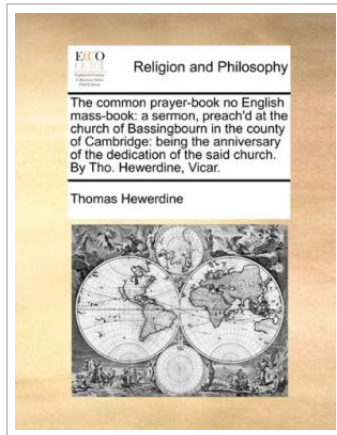 ECCO
Religion and Philosophy
The common prayer-book no English
mass-book: a sermon, preach'd at the
church of Bassingbourn in the county
of Cambridge: being the anniversary
of the dedication of the said church.
By Tho. Hewerdine, Vicar.
Thomas Hewerdine